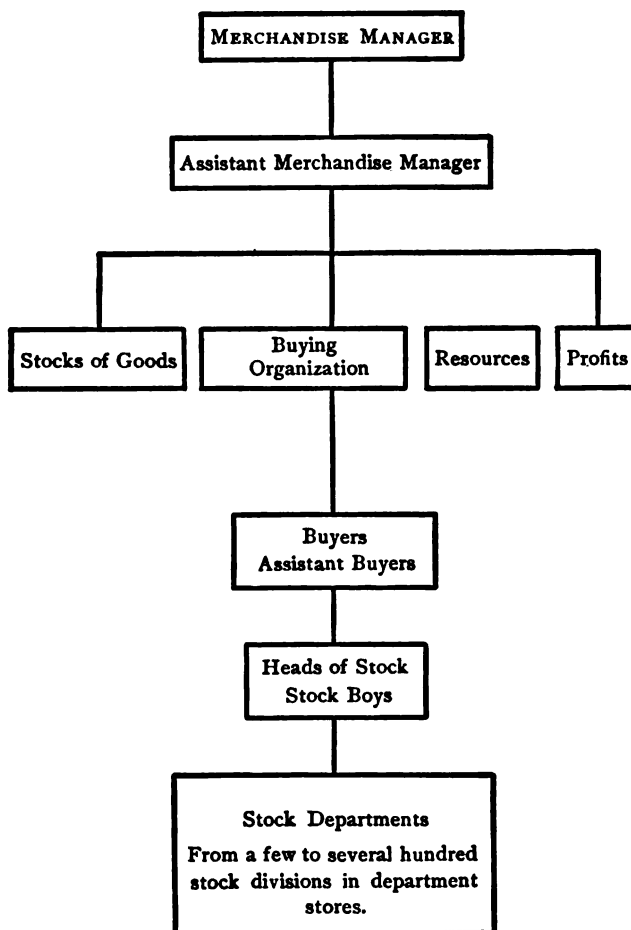 MERCHANDISE MANAGER
Assistant Merchandise Manager
Stocks of Goods
Buying
Organization
Resources
Profits
Buyers
Assistant Buyers
Heads of Stock
Stock Boys
Stock Departments
From a few to several hundred
stock divisions in department
stores.